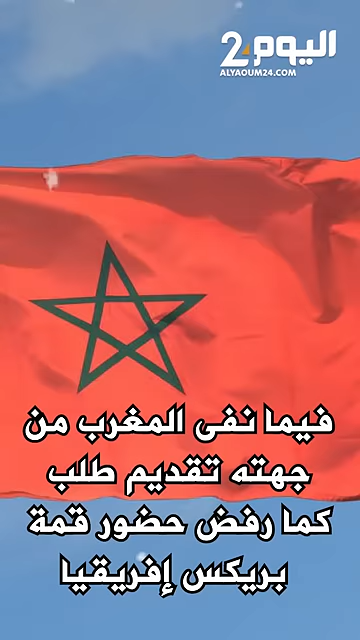 اليوم 24
ALYAOUM24.COM
فيما نفى المغرب من
جهته تقديم طلب
كما رفض حضور قمة
بريكس إفريقيا